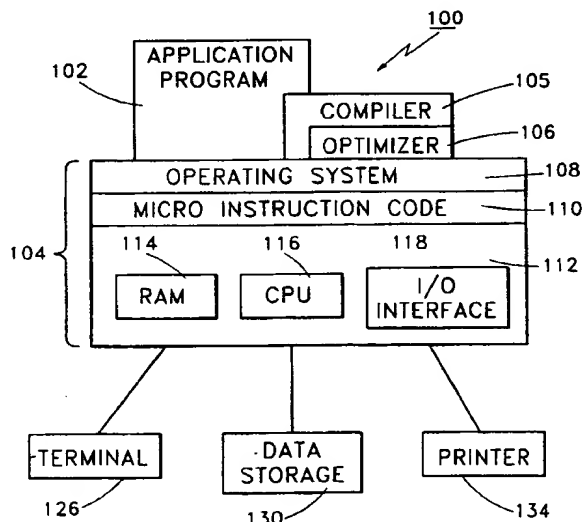 100
APPLICATION
PROGRAM
102
105
COMPILER
OPTIMIZER
106
OPERATING SYSTEM
108
MICRO INSTRUCTION CODE
110
104
114
116
118
112
RAM
CPU
I/O
INTERFACE
TERMINAL
DATA
STORAGE
PRINTER
126
130
134